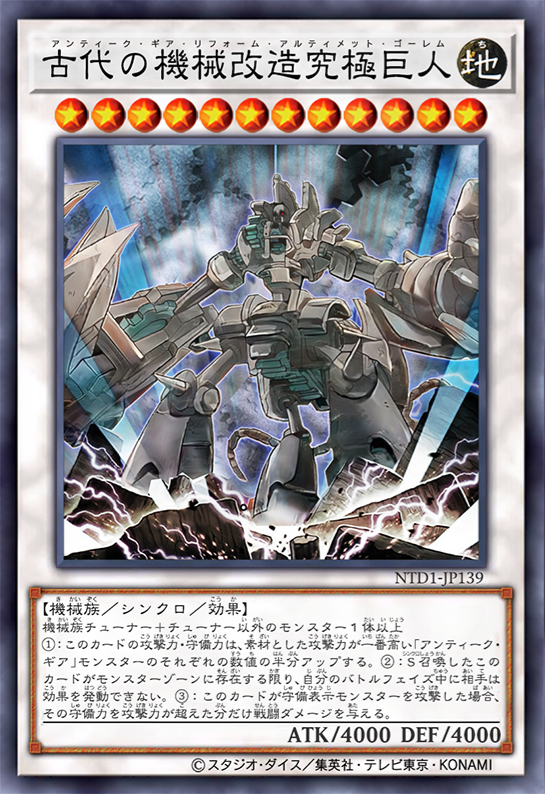 アンティーク・ギア・リフォーム・アルティメット・ゴーレム
古代の機械改造究極巨人
ち
地
NTD1-JP139
きかいぞく こうか
【機械族／シンクロ／効果】
機械族チューナー＋チューナー以外のモンスター１体以上
①：このカードの攻撃力・守備力は、素材とした攻撃力が一番高い「アンティーク・
ギア」モンスターのそれぞれの数値の半分アップする。②：Ｓ召喚したこの
カードがモンスターゾーンに存在する限り、自分のバトルフェイズ中に相手は
効果を発動できない。③：このカードが守備表示モンスターを攻撃した場合、
その守備力を攻撃力が超えた分だけ戦闘ダメージを与える。
ATK/4000 DEF/4000
©スタジオ・ダイス／集英社・テレビ東京・KONAMI